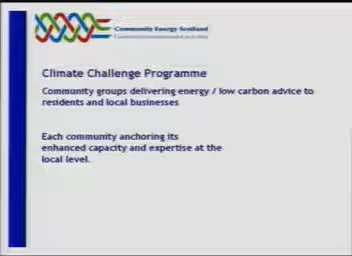 Community Energy Scotland
Climate Challenge Programme
Community groups delivering energy / low carbon advice to
residents and local businesses
Each community anchoring its
enhanced capacity and expertise at the
local level.